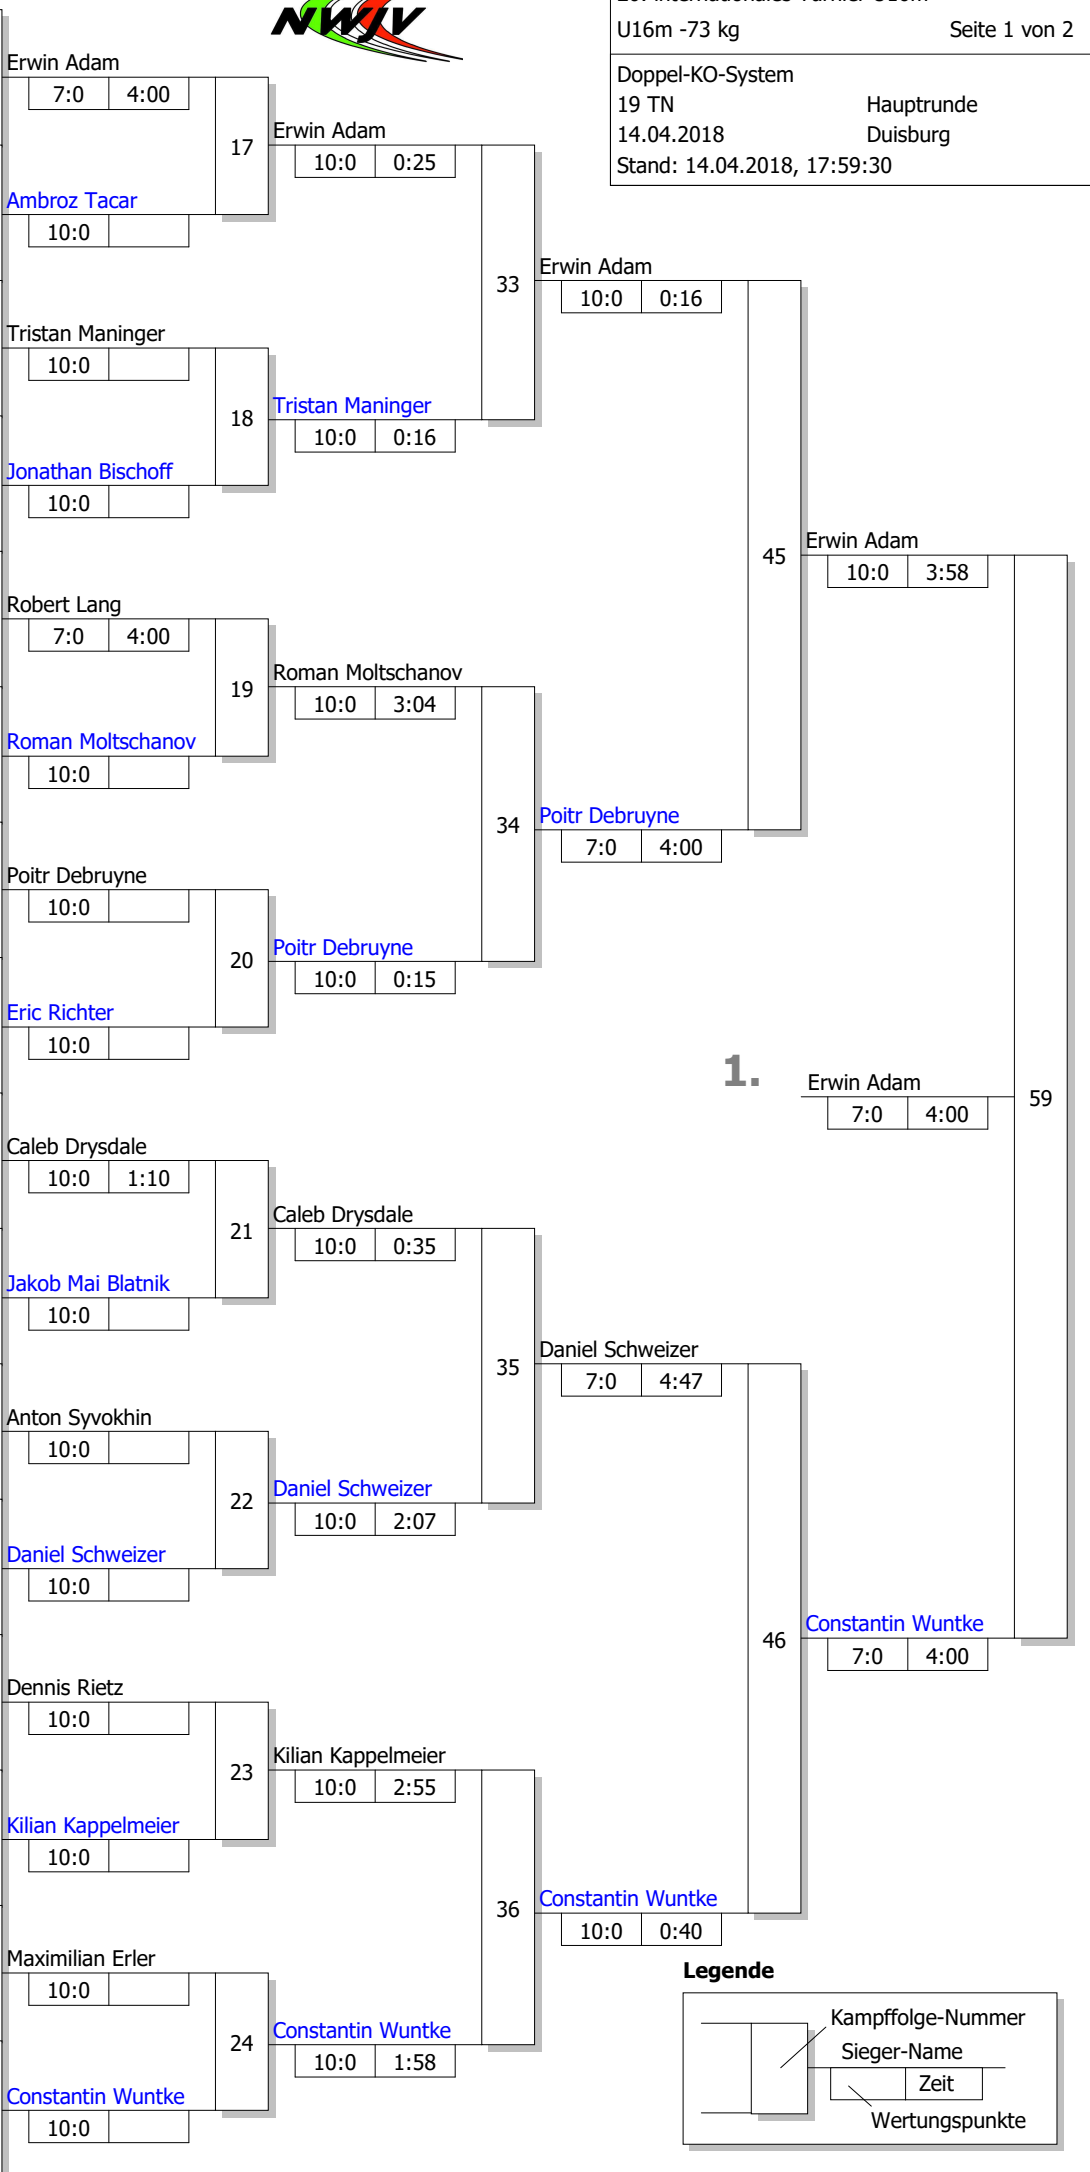 NWJV
U16m -73 kg Seite 1 von 2
Doppel-KO-System
19 TN Hauptrunde
14.04.2018 Duisburg
Stand: 14.04.2018, 17:59:30
Erwin Adam
7:0 4:00
17
Ambroz Tacar
10:0
Erwin Adam
10:0 0:25
Tristan Maninger
10:0
18
Jonathan Bischoff
10:0
Tristan Maninger
10:0 0:16
33
Erwin Adam
10:0 0:16
Robert Lang
7:0 4:00
19
Roman Moltschanov
10:0
Roman Moltschanov
10:0 3:04
Poitr Debruyne
10:0
20
Eric Richter
10:0
Poitr Debruyne
10:0 0:15
34
Poitr Debruyne
7:0 4:00
45
Erwin Adam
10:0 3:58
1.
Erwin Adam
7:0 4:00
59
Caleb Drysdale
10:0 1:10
21
Jakob Mai Blatnik
10:0
Caleb Drysdale
10:0 0:35
Anton Syvokhin
10:0
22
Daniel Schweizer
10:0
Daniel Schweizer
10:0 2:07
35
Daniel Schweizer
7:0 4:47
Dennis Rietz
10:0
23
Kilian Kappelmeier
10:0
Kilian Kappelmeier
10:0 2:55
Maximilian Erler
10:0
24
Constantin Wuntke
10:0
Constantin Wuntke
10:0 1:58
36
Constantin Wuntke
10:0 0:40
46
Constantin Wuntke
7:0 4:00
Legende
Kampffolge-Nummer
Sieger-Name
Zeit
Wertungspunkte